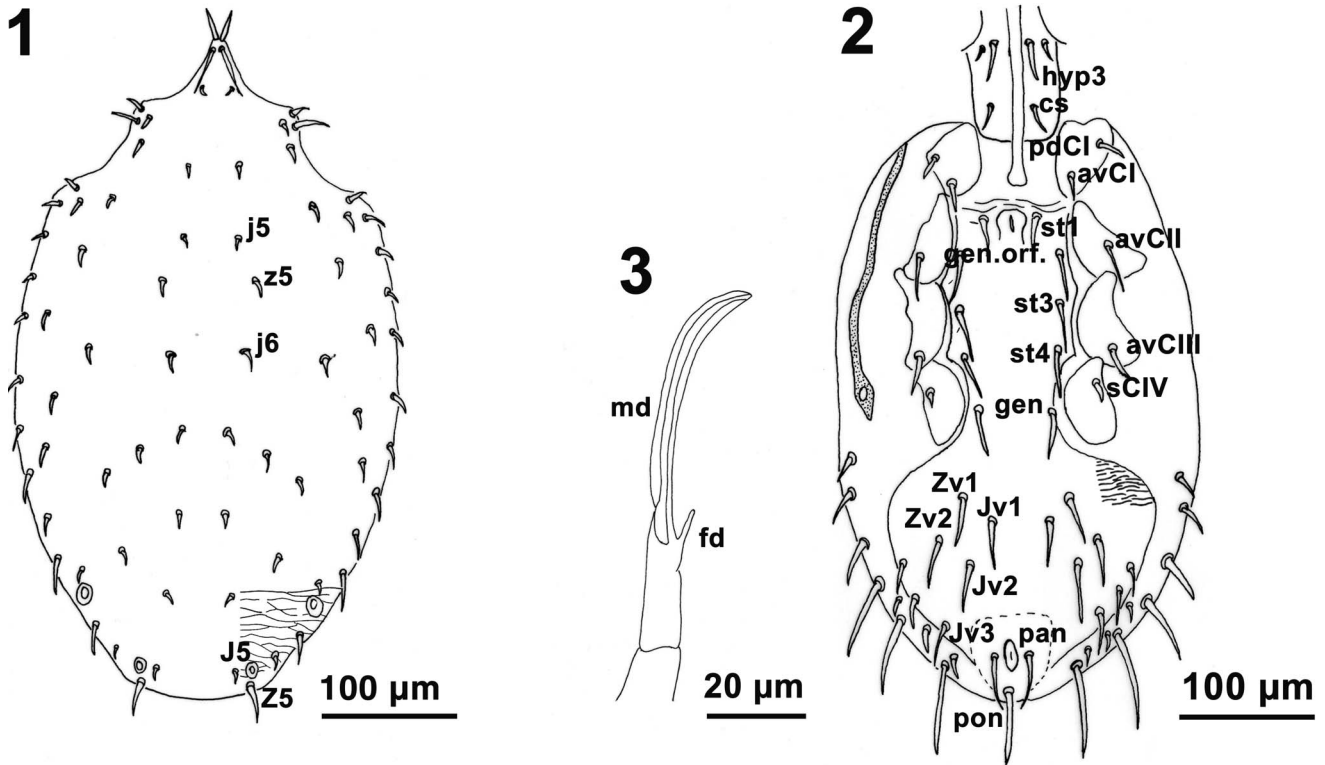 1
j5
z5
j6
J5
Z5
100 µm
3
md
fd
20 µm
2
hyp3
cs
pdCI
avCI
st1
avCII
gen.orf.
st3
st4
avCIII
sCIV
gen
Zv1
Jv1
Zv2
Jv2
Jv3
pan
pon
100 µm